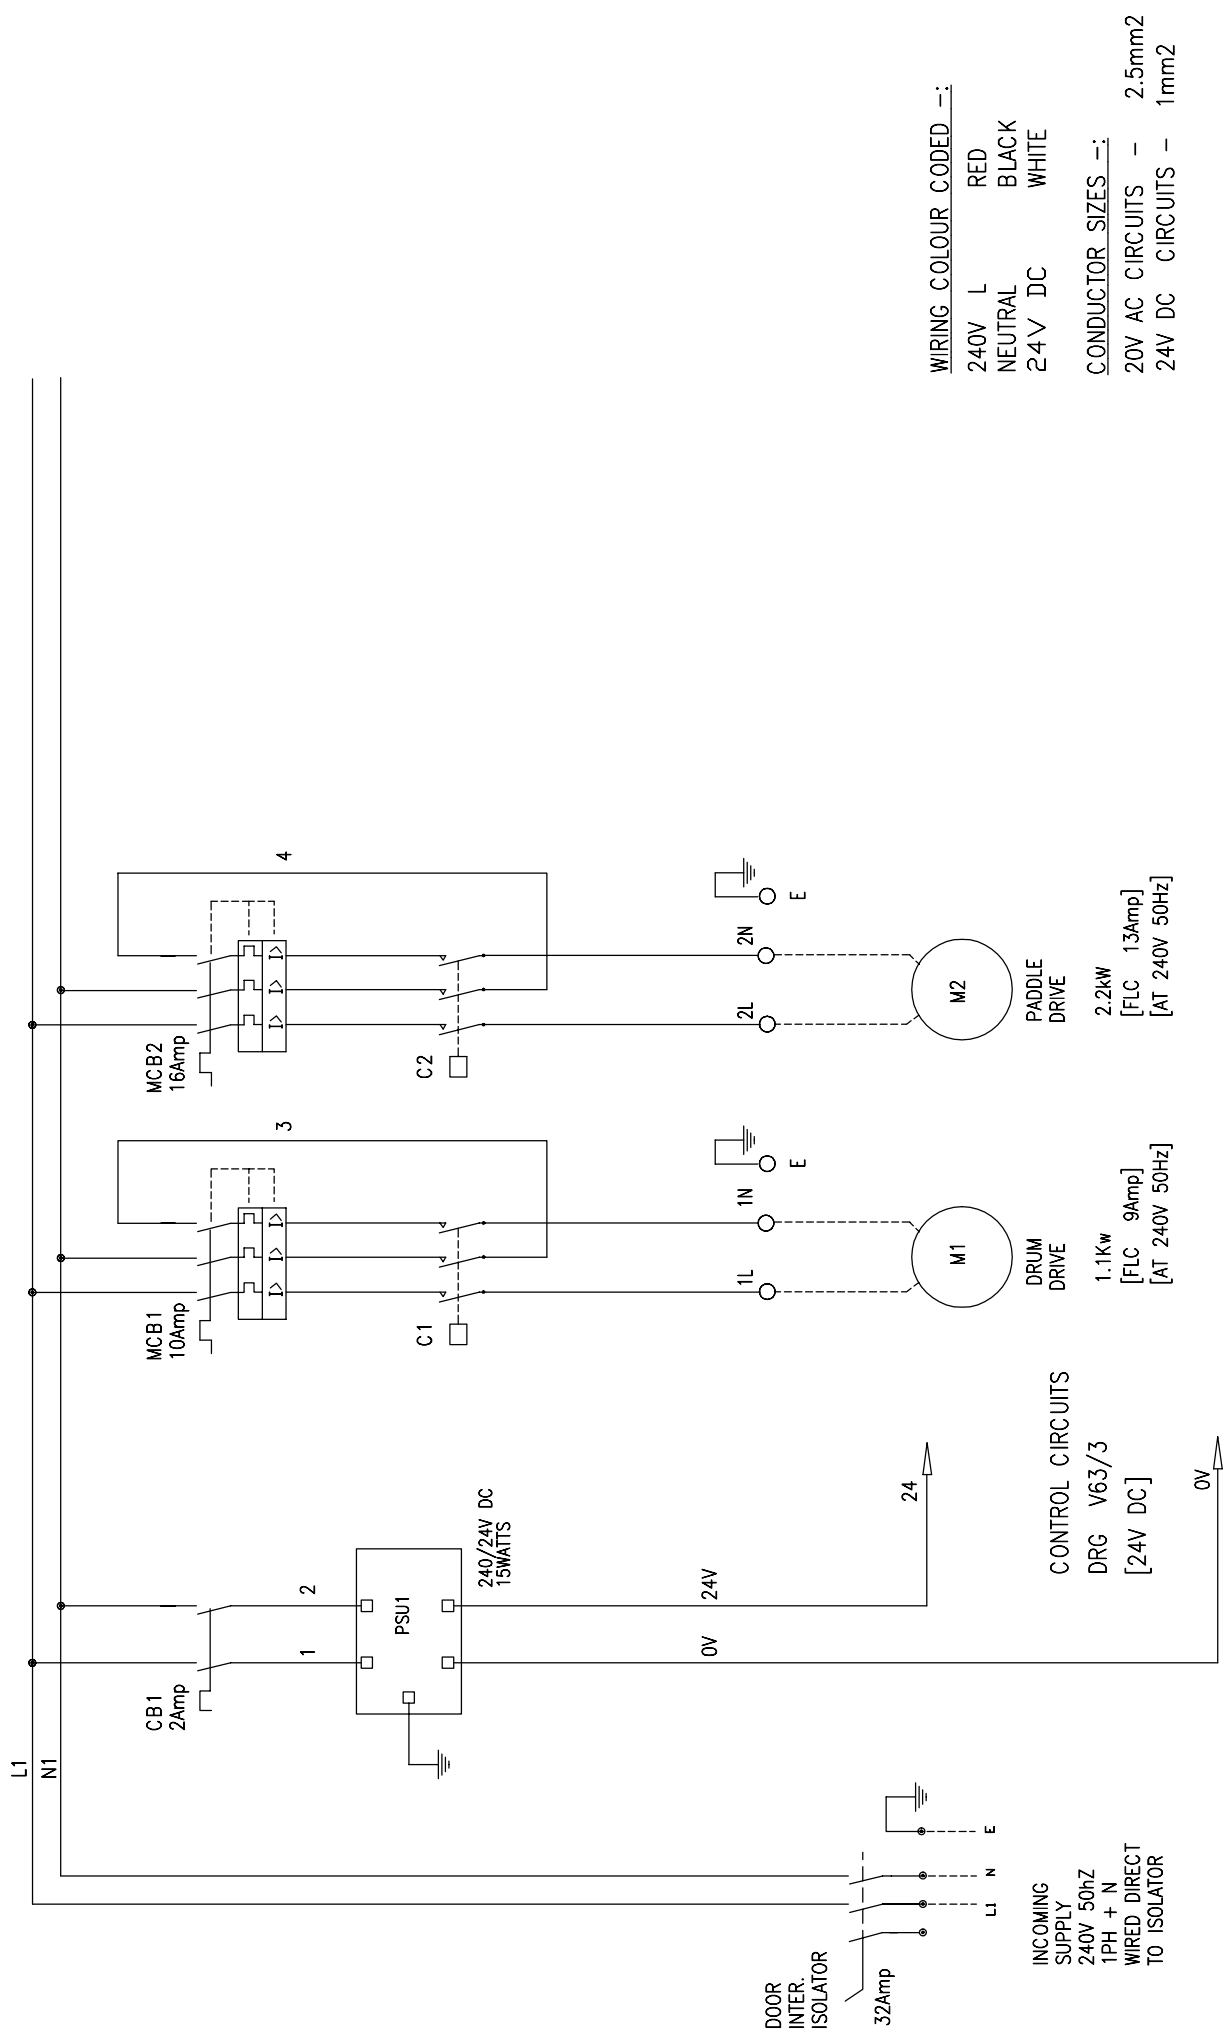 L1
N1
CB1
2Amp
1
2
PSU1
240/24V DC
15WATTS
0V
24V
24
0V
CONTROL CIRCUITS
DRG V63/3
[24V DC]
DOOR
INTER.
ISOLATOR
32Amp
L1
N
E
INCOMING
SUPPLY
240V 50hZ
1PH + N
WIRED DIRECT
TO ISOLATOR
MCB1
10Amp
3
C1
1L
1N
E
M1
DRUM
DRIVE
1.1Kw
[FLC 9Amp]
[AT 240V 50Hz]
MCB2
16Amp
4
C2
2L
2N
E
M2
PADDLE
DRIVE
2.2kW
[FLC 13Amp]
[AT 240V 50Hz]
WIRING COLOUR CODED -:
240V L RED
NEUTRAL BLACK
24V DC WHITE
CONDUCTOR SIZES -:
20V AC CIRCUITS - 2.5mm2
24V DC CIRCUITS - 1mm2